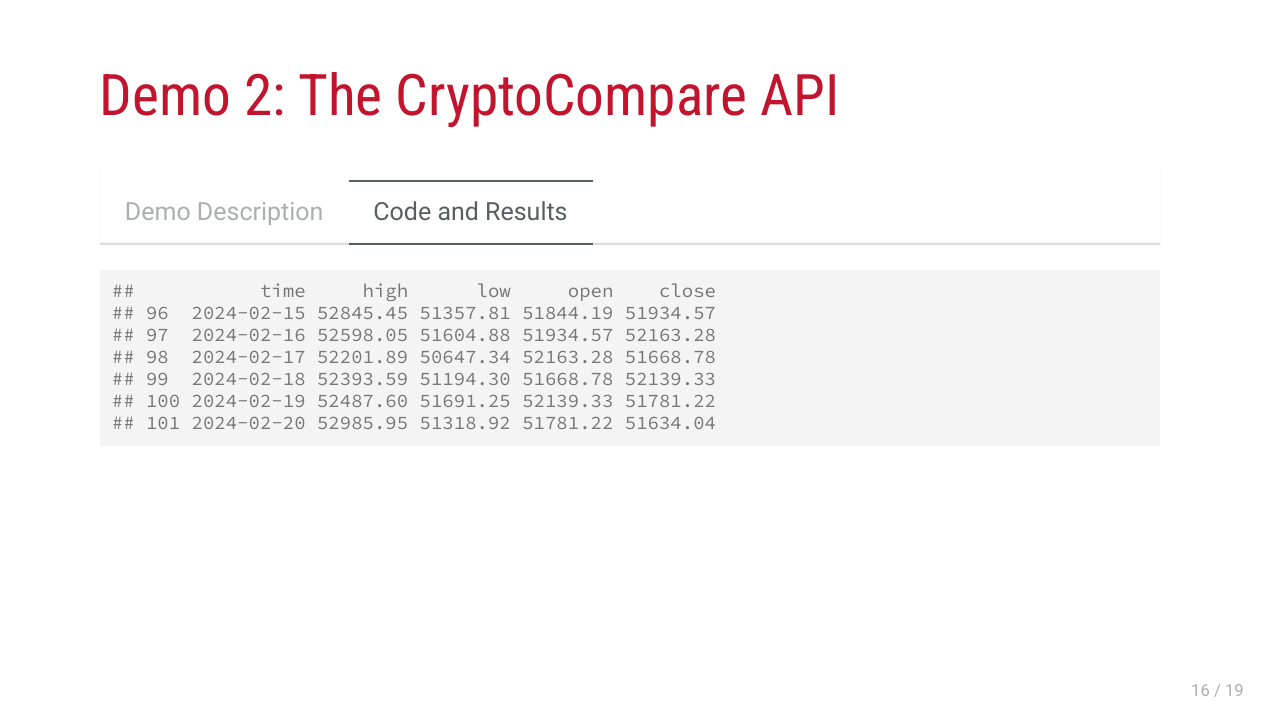 Demo 2: The CryptoCompare API
Demo Description
Code and Results
##           time     high      low     open    close
## 96  2024-02-15 52845.45 51357.81 51844.19 51934.57
## 97  2024-02-16 52598.05 51604.88 51934.57 52163.28
## 98  2024-02-17 52201.89 50647.34 52163.28 51668.78
## 99  2024-02-18 52393.59 51194.30 51668.78 52139.33
## 100 2024-02-19 52487.60 51691.25 52139.33 51781.22
## 101 2024-02-20 52985.95 51318.92 51781.22 51634.04
16 / 19